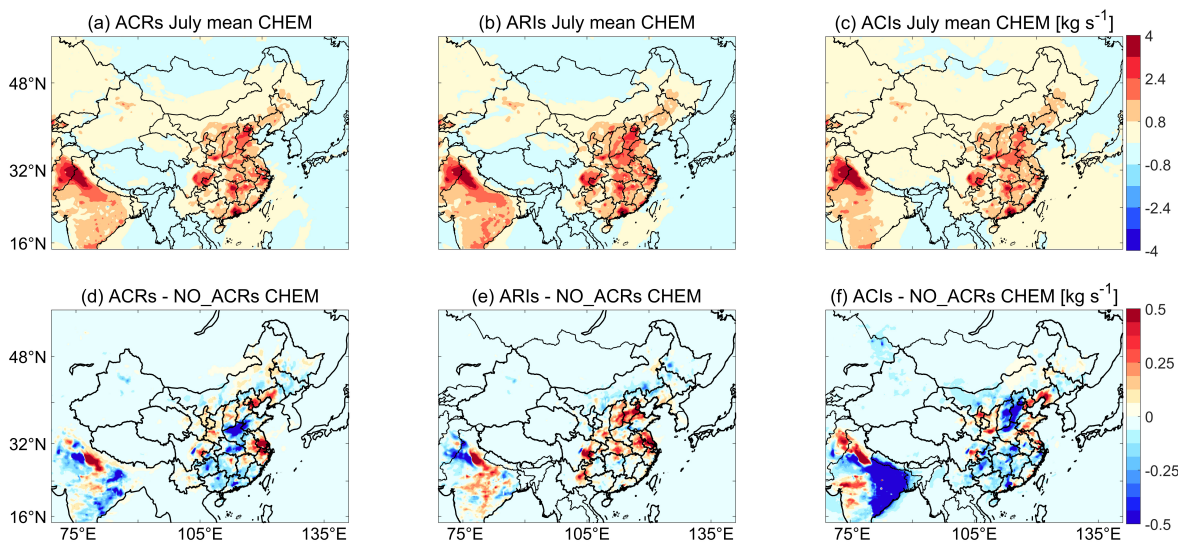 (a) ACRs July mean CHEM
(b) ARIs July mean CHEM
(c) ACIs July mean CHEM [kg s⁻¹]
48°N
32°N
16°N
4
2.4
0.8
-0.8
-2.4
-4
(d) ACRs - NO_ACRs CHEM
(e) ARIs - NO_ACRs CHEM
(f) ACIs - NO_ACRs CHEM [kg s⁻¹]
48°N
32°N
16°N
0.5
0.25
0
-0.25
-0.5
75°E 105°E 135°E
75°E 105°E 135°E
75°E 105°E 135°E